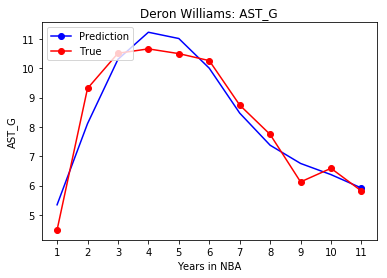 Deron Williams: AST_G
Prediction
True
11
10
9
8
7
6
5
AST_G
1 2 3 4 5 6 7 8 9 10 11
Years in NBA